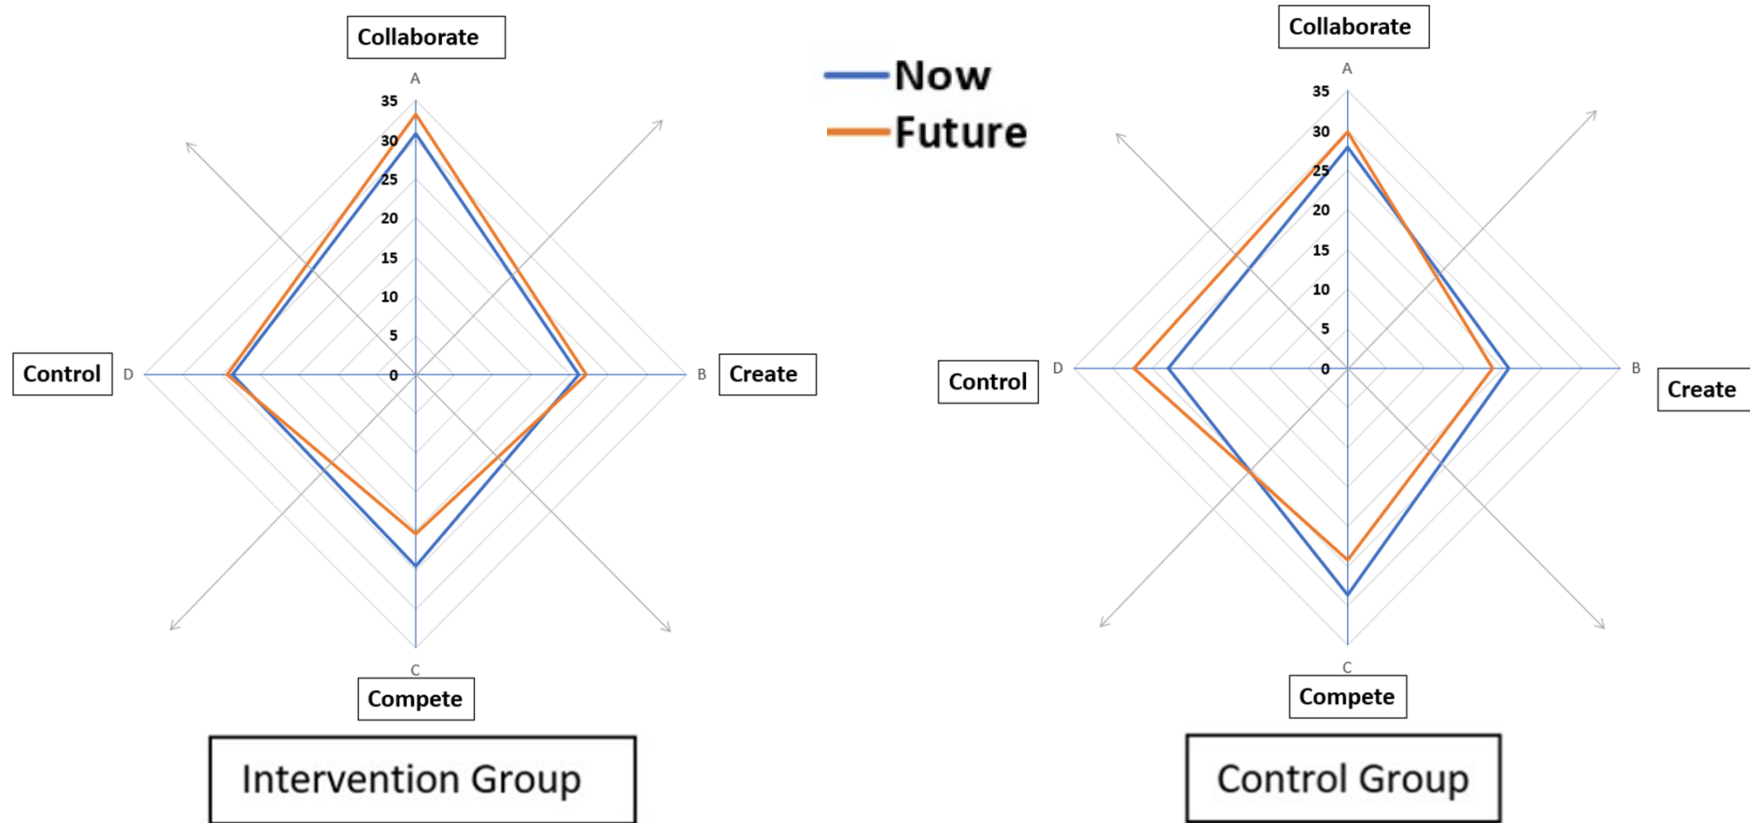 Collaborate
A
35
30
25
20
15
10
5
0
Control
D
B
Create
C
Compete
Intervention Group
Now
Future
Collaborate
A
35
30
25
20
15
10
5
0
Control
D
B
Create
C
Compete
Control Group